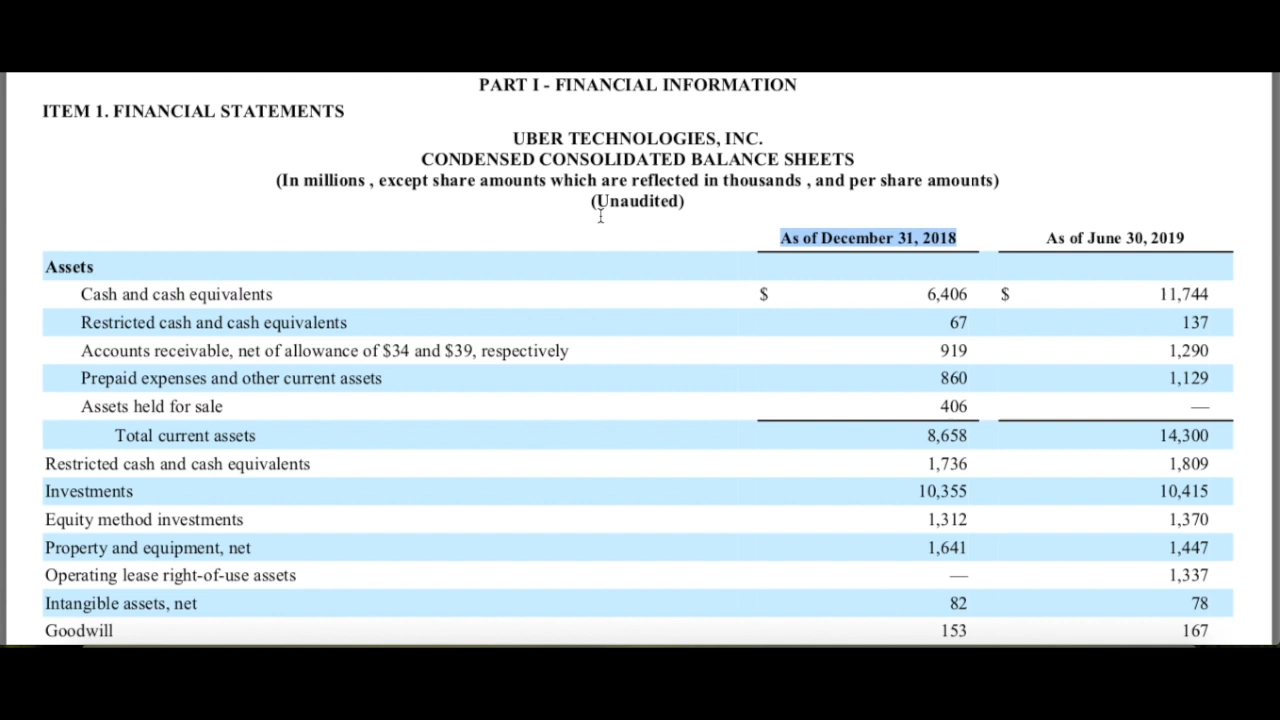 PART I - FINANCIAL INFORMATION
ITEM 1. FINANCIAL STATEMENTS
UBER TECHNOLOGIES, INC.
CONDENSED CONSOLIDATED BALANCE SHEETS
(In millions , except share amounts which are reflected in thousands , and per share amounts)
(Unaudited)
As of December 31, 2018 As of June 30, 2019
Assets
Cash and cash equivalents $ 6,406 $ 11,744
Restricted cash and cash equivalents 67 137
Accounts receivable, net of allowance of $34 and $39, respectively 919 1,290
Prepaid expenses and other current assets 860 1,129
Assets held for sale 406 —
Total current assets 8,658 14,300
Restricted cash and cash equivalents 1,736 1,809
Investments 10,355 10,415
Equity method investments 1,312 1,370
Property and equipment, net 1,641 1,447
Operating lease right-of-use assets — 1,337
Intangible assets, net 82 78
Goodwill 153 167